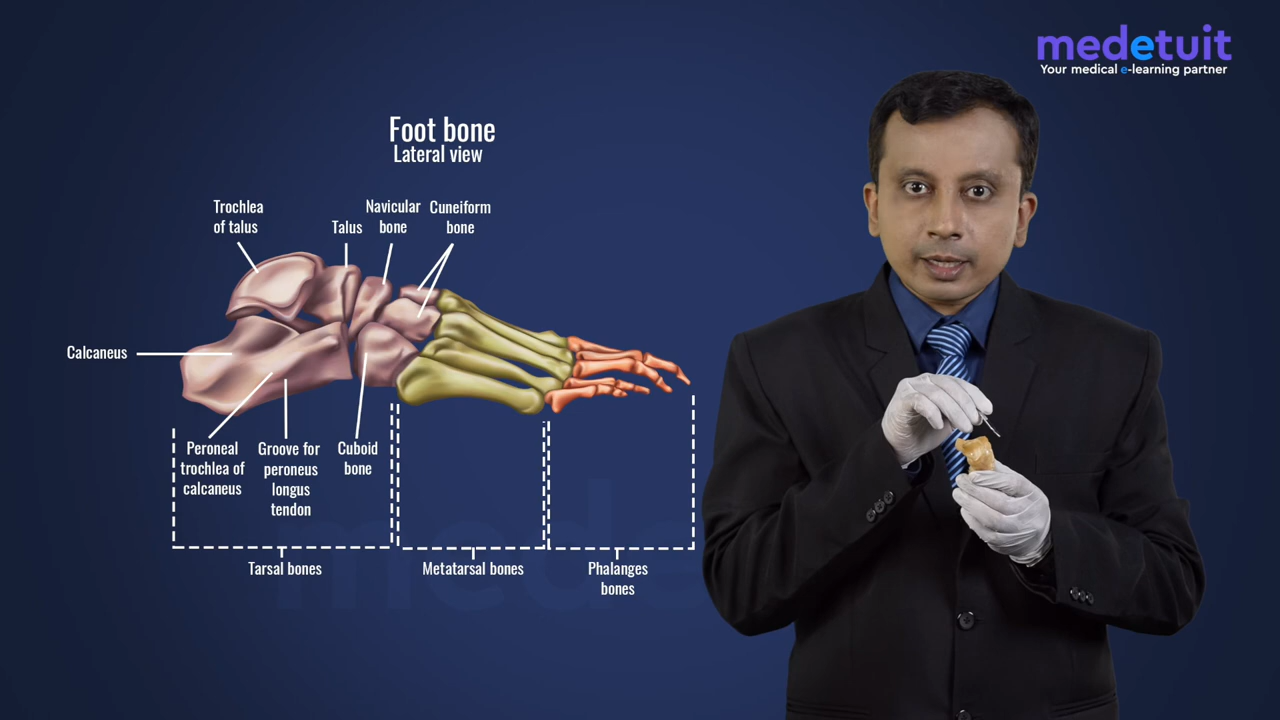 medetuit
Your medical e-learning partner
Foot bone
Lateral view
Trochlea
of talus
Talus
Navicular
bone
Cuneiform
bone
Calcaneus
Peroneal
trochlea of
calcaneus
Groove for
peroneus
longus
tendon
Cuboid
bone
Tarsal bones
Metatarsal bones
Phalanges
bones